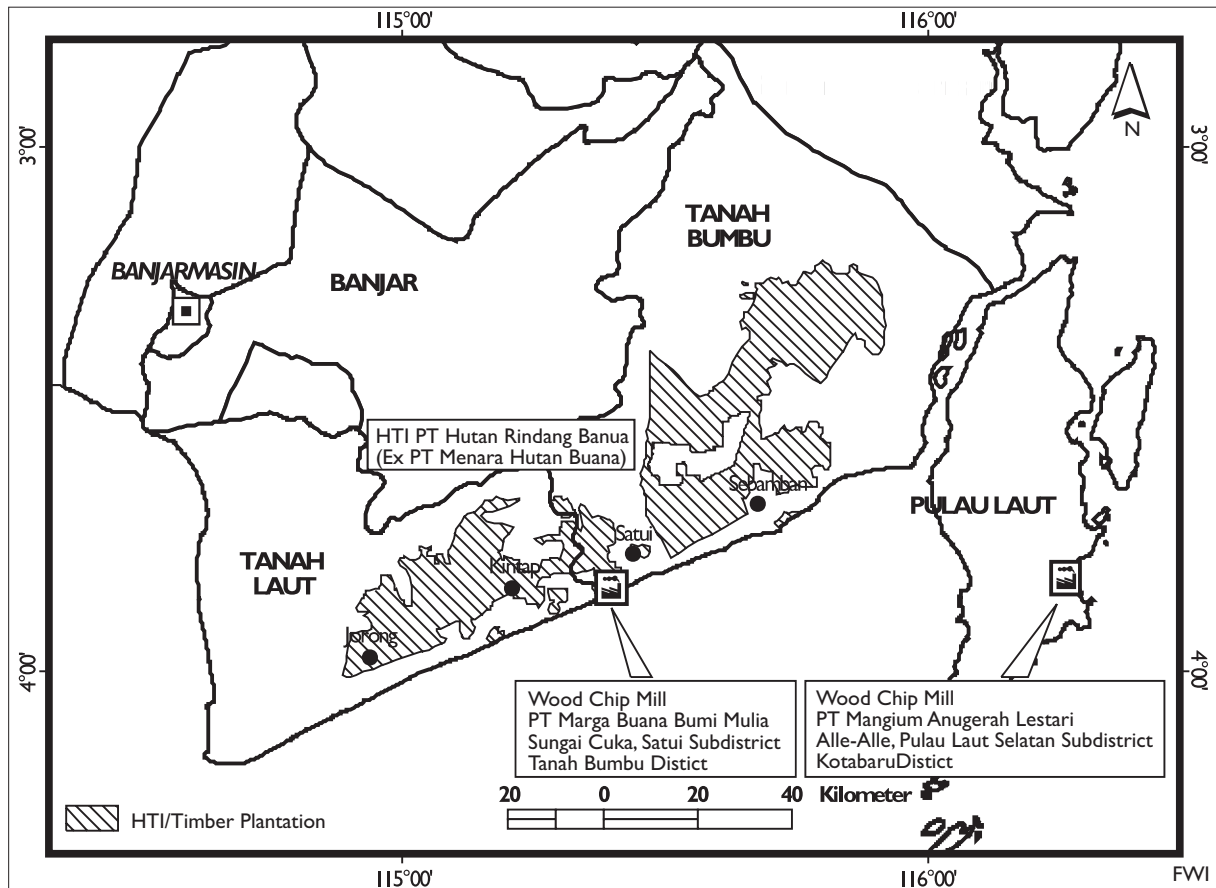 115°00'
116°00'
N
3°00'
3°00'
TANAH
BUMBU
BANJARMASIN
BANJAR
HTI PT Hutan Rindang Banua
(Ex PT Menara Hutan Buana)
Sebamban
PULAU LAUT
Satui
TANAH
LAUT
Kintap
Jorong
4°00'
4°00'
Wood Chip Mill
PT Marga Buana Bumi Mulia
Sungai Cuka, Satui Subdistrict
Tanah Bumbu Distict
Wood Chip Mill
PT Mangium Anugerah Lestari
Alle-Alle, Pulau Laut Selatan Subdistrict
KotabaruDistict
20 0 20 40 Kilometer
HTI/Timber Plantation
115°00'
116°00'
FWI